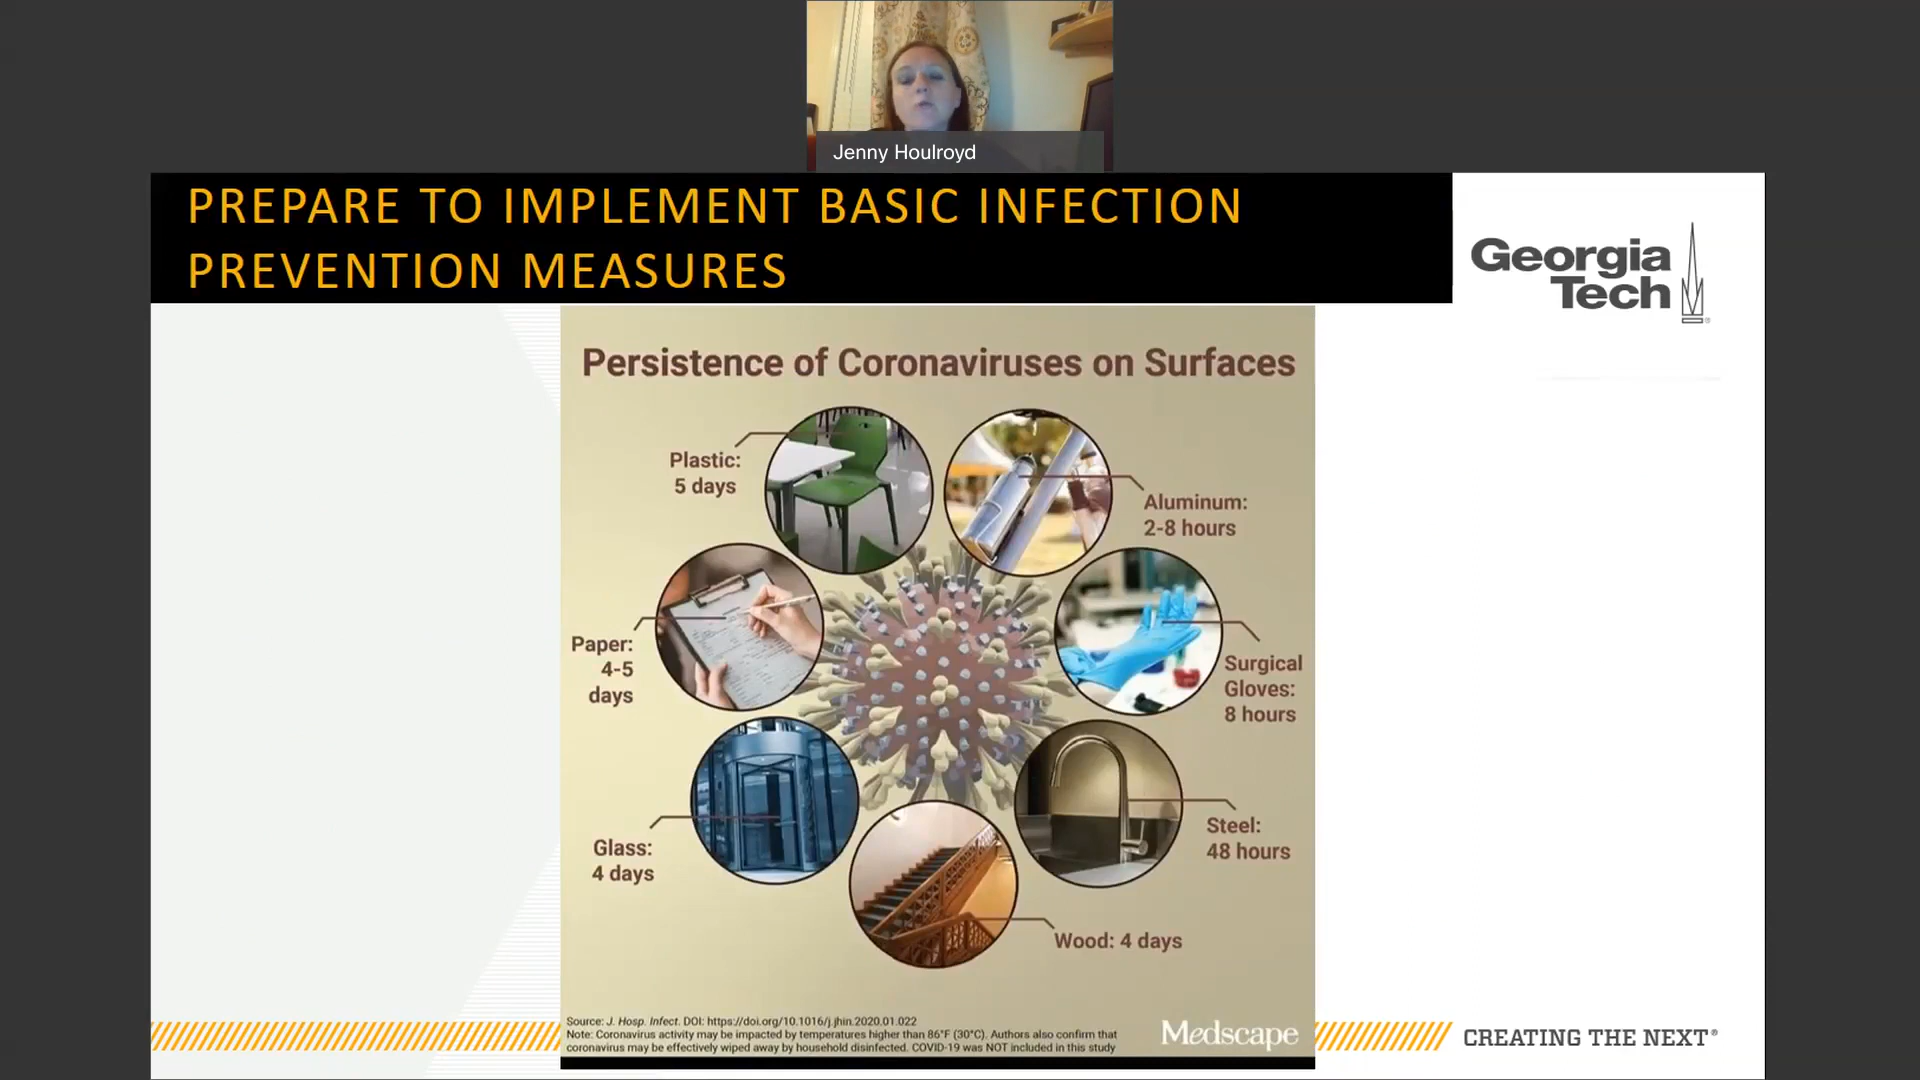 Jenny Houlroyd
PREPARE TO IMPLEMENT BASIC INFECTION
PREVENTION MEASURES
Georgia
Tech
Persistence of Coronaviruses on Surfaces
Plastic:
5 days
Aluminum:
2-8 hours
Paper:
4-5
days
Surgical
Gloves:
8 hours
Glass:
4 days
Steel:
48 hours
Wood: 4 days
Source: J. Hosp. Infect. DOI: https://doi.org/10.1016/j.jhin.2020.01.022
Note: Coronavirus activity may be impacted by temperatures higher than 86°F (30°C). Authors also confirm that
coronavirus may be effectively wiped away by household disinfected. COVID-19 was NOT included in this study
Medscape
CREATING THE NEXT®